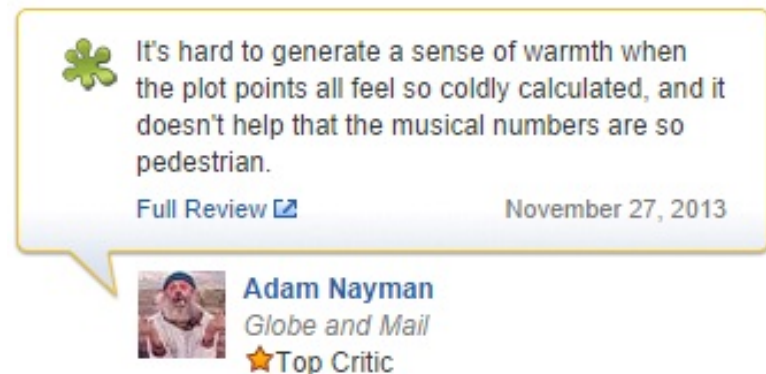 It's hard to generate a sense of warmth when
the plot points all feel so coldly calculated, and it
doesn't help that the musical numbers are so
pedestrian.
Full Review November 27, 2013
Adam Nayman
Globe and Mail
Top Critic